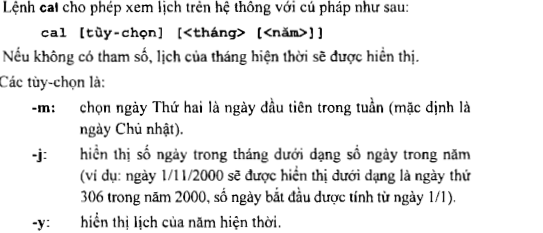 Lệnh cal cho phép xem lịch trên hệ thống với cú pháp như sau:
cal [tùy-chọn] [<tháng> [<năm>]]
Nếu không có tham số, lịch của tháng hiện thời sẽ được hiển thị.
Các tùy-chọn là:
-m: chọn ngày Thứ hai là ngày đầu tiên trong tuần (mặc định là
ngày Chủ nhật).
-j: hiển thị số ngày trong tháng dưới dạng số ngày trong năm
(ví dụ: ngày 1/11/2000 sẽ được hiển thị dưới dạng là ngày thứ
306 trong năm 2000, số ngày bắt đầu được tính từ ngày 1/1).
-y: hiển thị lịch của năm hiện thời.